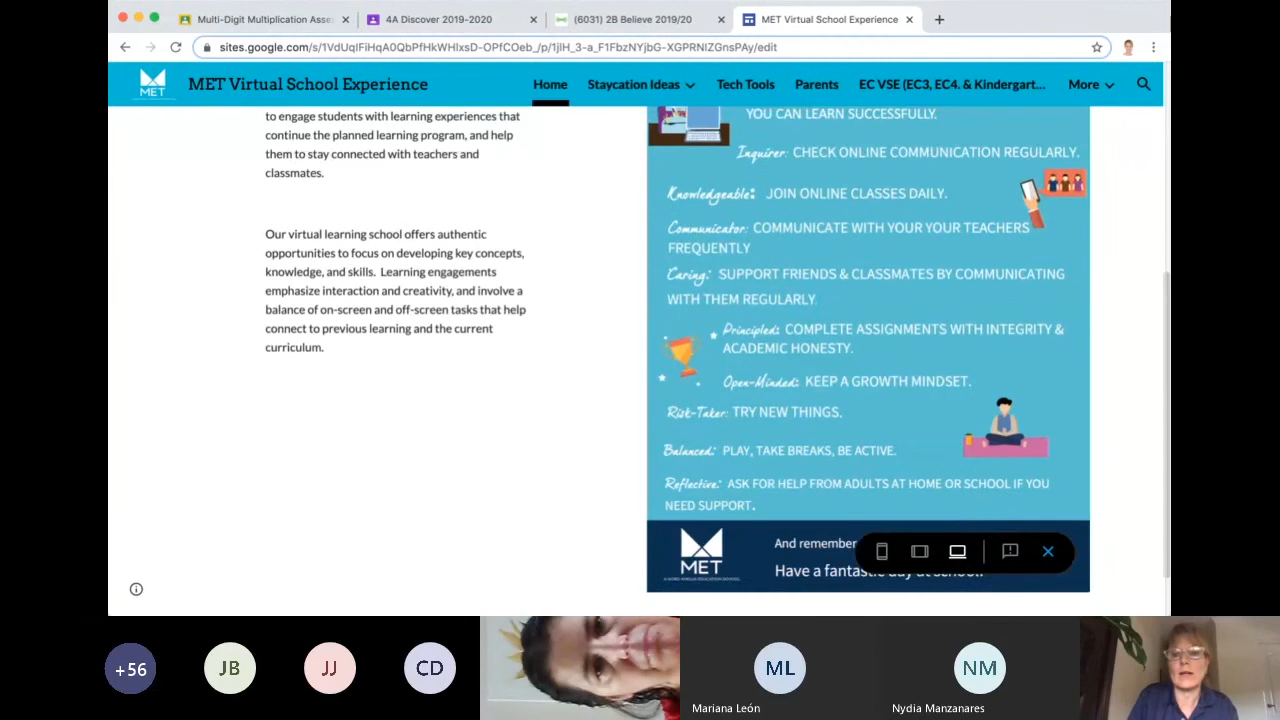 Multi-Digit Multiplication Asse
4A Discover 2019-2020
(6031) 2B Believe 2019/20
MET Virtual School Experience
sites.google.com/s/1VdUqIFiHqA0QbPfHkWHlxsD-OPfCOeb_/p/1jlH_3-a_F1FbzNYjbG-XGPRNIZGnsPAy/edit
MET
MET Virtual School Experience
Home
Staycation Ideas
Tech Tools
Parents
EC VSE (EC3, EC4. & Kindergart...
More
to engage students with learning experiences that
continue the planned learning program, and help
them to stay connected with teachers and
classmates.
Our virtual learning school offers authentic
opportunities to focus on developing key concepts,
knowledge, and skills. Learning engagements
emphasize interaction and creativity, and involve a
balance of on-screen and off-screen tasks that help
connect to previous learning and the current
curriculum.
YOU CAN LEARN SUCCESSFULLY.
Inquirer: CHECK ONLINE COMMUNICATION REGULARLY.
Knowledgeable: JOIN ONLINE CLASSES DAILY.
Communicator: COMMUNICATE WITH YOUR YOUR TEACHERS
FREQUENTLY
Caring: SUPPORT FRIENDS & CLASSMATES BY COMMUNICATING
WITH THEM REGULARLY.
Principled: COMPLETE ASSIGNMENTS WITH INTEGRITY &
ACADEMIC HONESTY.
Open-Minded: KEEP A GROWTH MINDSET.
Risk-Taker: TRY NEW THINGS.
Balanced: PLAY, TAKE BREAKS, BE ACTIVE.
Reflective: ASK FOR HELP FROM ADULTS AT HOME OR SCHOOL IF YOU
NEED SUPPORT.
MET
And remember
Have a fantastic day at school!
+56
JB
JJ
CD
ML
Mariana León
NM
Nydia Manzanares